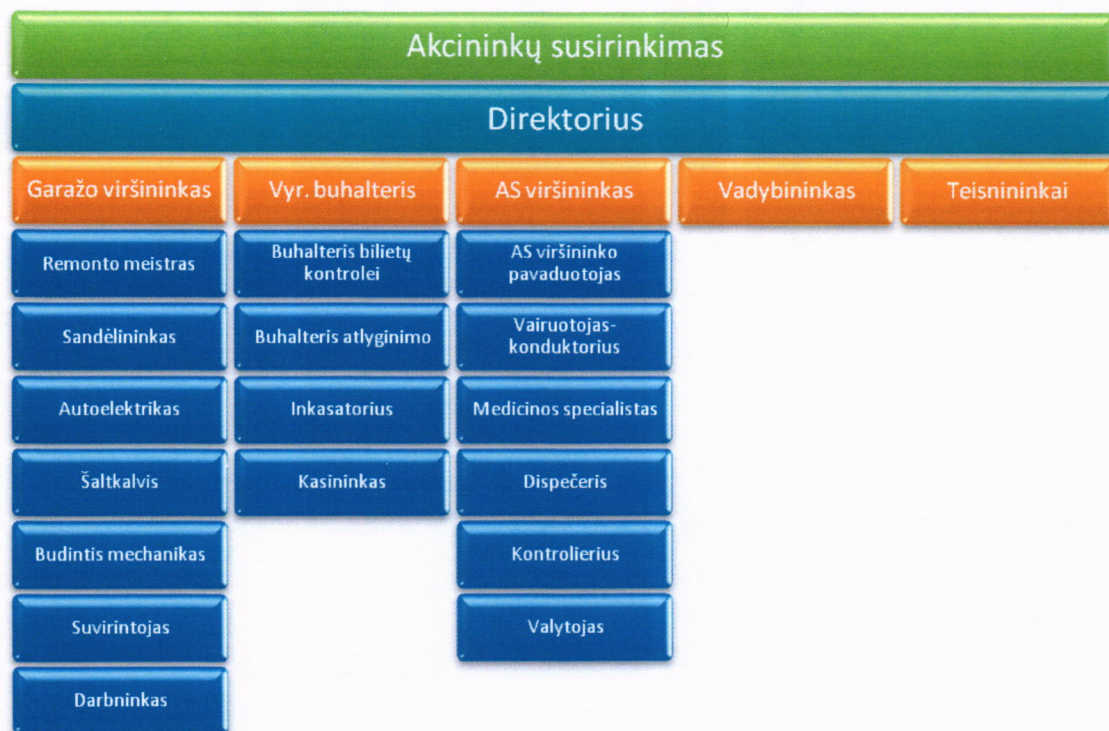 Akcininkų susirinkimas
Direktorius
Garažo viršininkas
Vyr. buhalteris
AS viršininkas
Vadybininkas
Teisnininkai
Remonto meistras
Buhalteris bilietų
kontrolei
AS viršininko
pavaduotojas
Sandėlininkas
Buhalteris atlyginimo
Vairuotojas-
konduktorius
Autoelektrikas
Inkasatorius
Medicinos specialistas
Šaltkalvis
Kasininkas
Dispečeris
Budintis mechanikas
Kontrolierius
Suvirintojas
Valytojas
Darbninkas